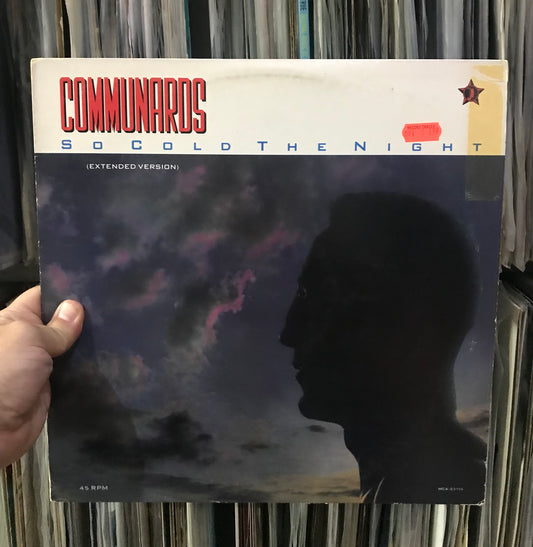 COMMUNARDS
SO COLD THE NIGHT
(EXTENDED VERSION)
45 RPM